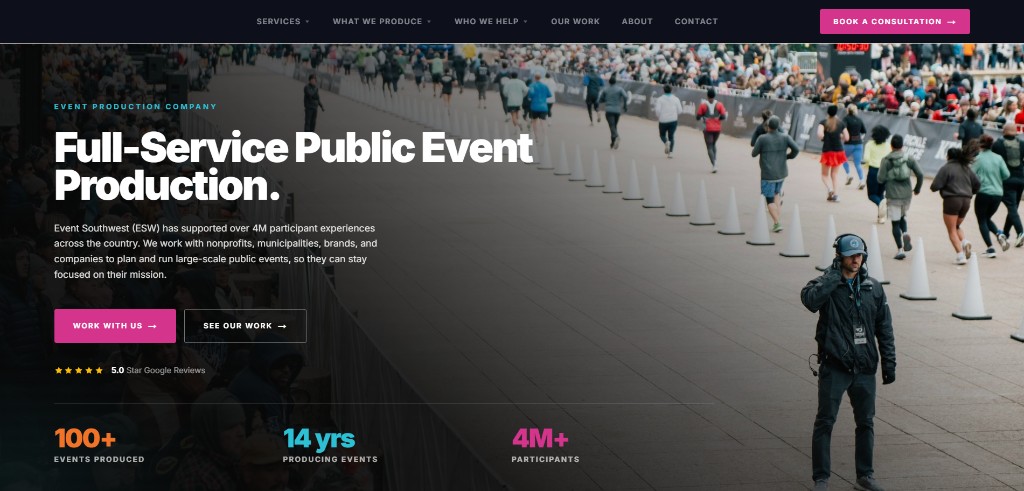 SERVICES
WHAT WE PRODUCE
WHO WE HELP
OUR WORK
ABOUT
CONTACT
BOOK A CONSULTATION →
EVENT PRODUCTION COMPANY
Full-Service Public Event
Production.
Event Southwest (ESW) has supported over 4M participant experiences
across the country. We work with nonprofits, municipalities, brands, and
companies to plan and run large-scale public events, so they can stay
focused on their mission.
WORK WITH US →
SEE OUR WORK →
★★★★★ 5.0 Star Google Reviews
100+
EVENTS PRODUCED
14 yrs
PRODUCING EVENTS
4M+
PARTICIPANTS